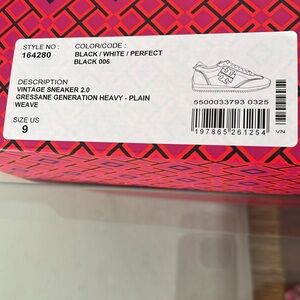 STYLE NO : COLOR/CODE :
164280 BLACK / WHITE / PERFECT
BLACK 006
DESCRIPTION
VINTAGE SNEAKER 2.0
GRESSANE GENERATION HEAVY - PLAIN
WEAVE
SIZE US
9
5500033793 0325
197865 261254
VN